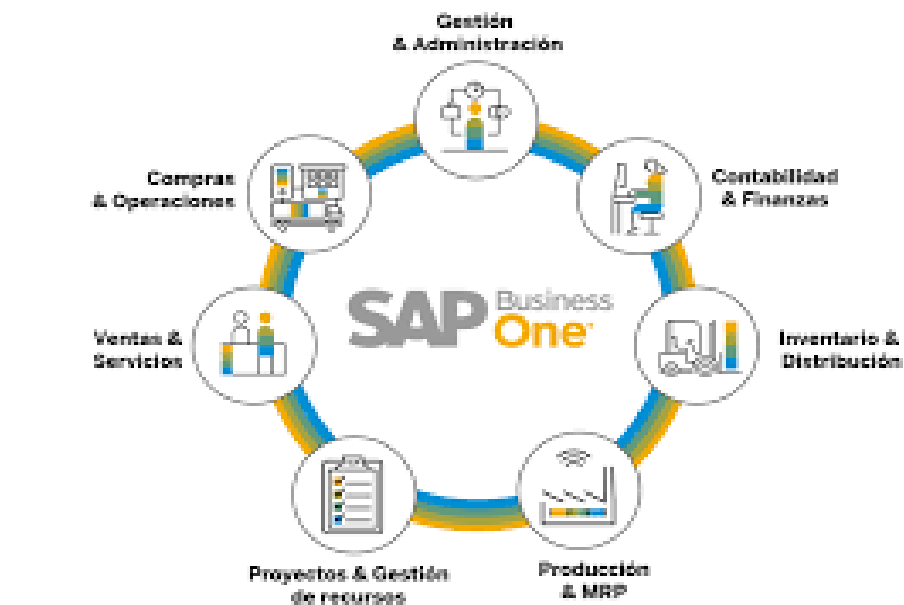 Gestión
& Administración
Compras
& Operaciones
Contabilidad
& Finanzas
SAP Business
One
Ventas &
Servicios
Inventario &
Distribución
Proyectos & Gestión
de recursos
Producción
& MRP